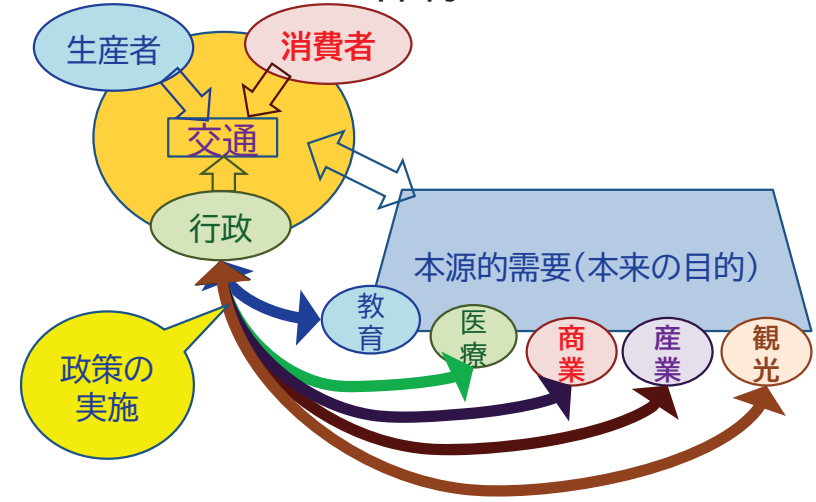 生産者
消費者
交通
行政
本源的需要（本来の目的）
教
育
医
療
商
業
産
業
観
光
政策の
実施